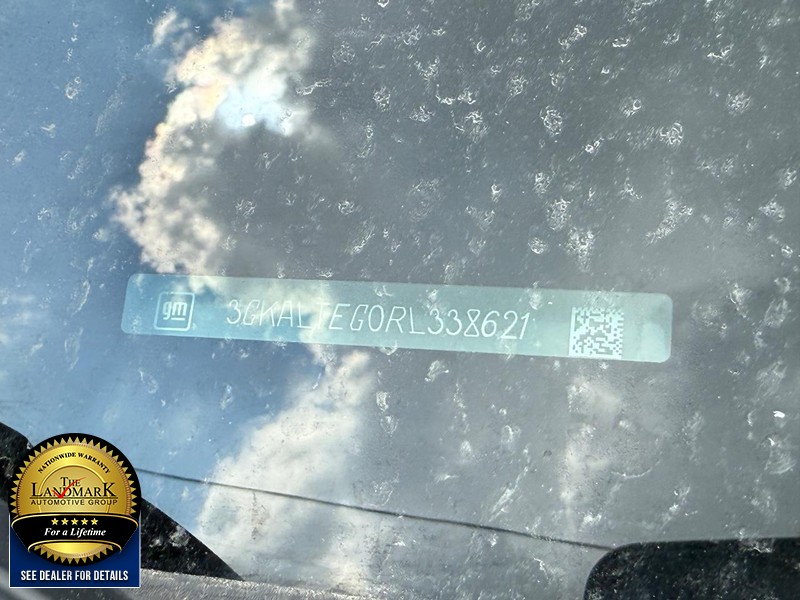 gm 3GKALTEG0RL338621
NATIONWIDE WARRANTY
THE
LANDMARK
AUTOMOTIVE GROUP
For a Lifetime
SEE DEALER FOR DETAILS